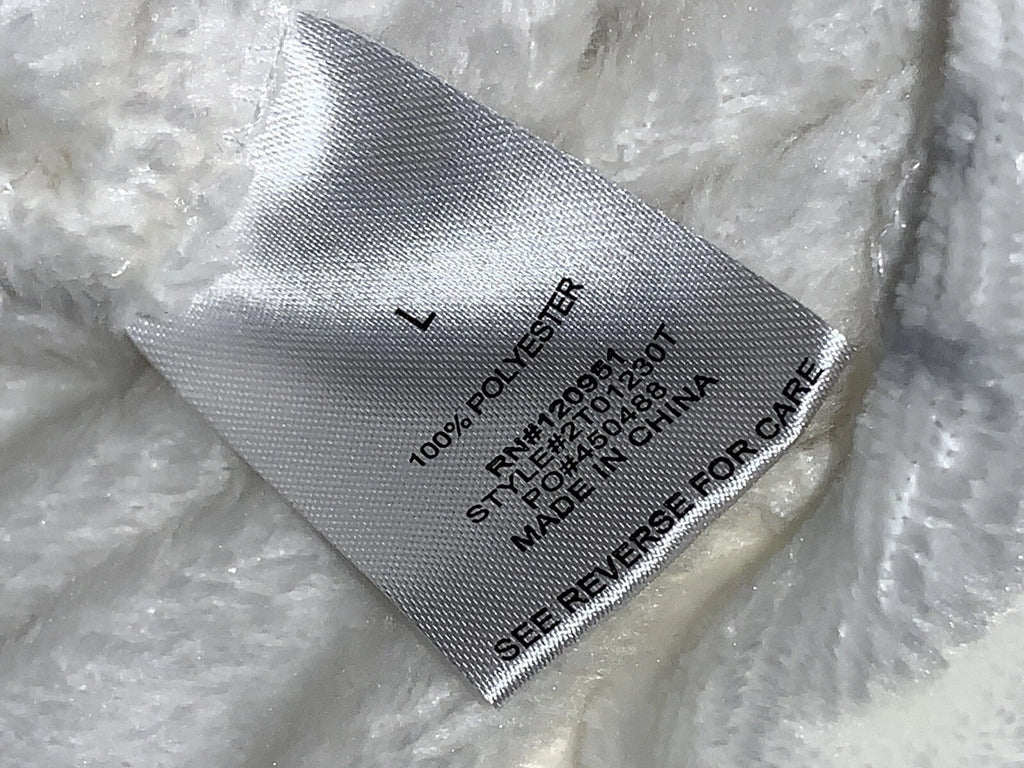 L
100% POLYESTER
RN#120951
STYLE#2T01230T
PO#450488
MADE IN CHINA
SEE REVERSE FOR CARE